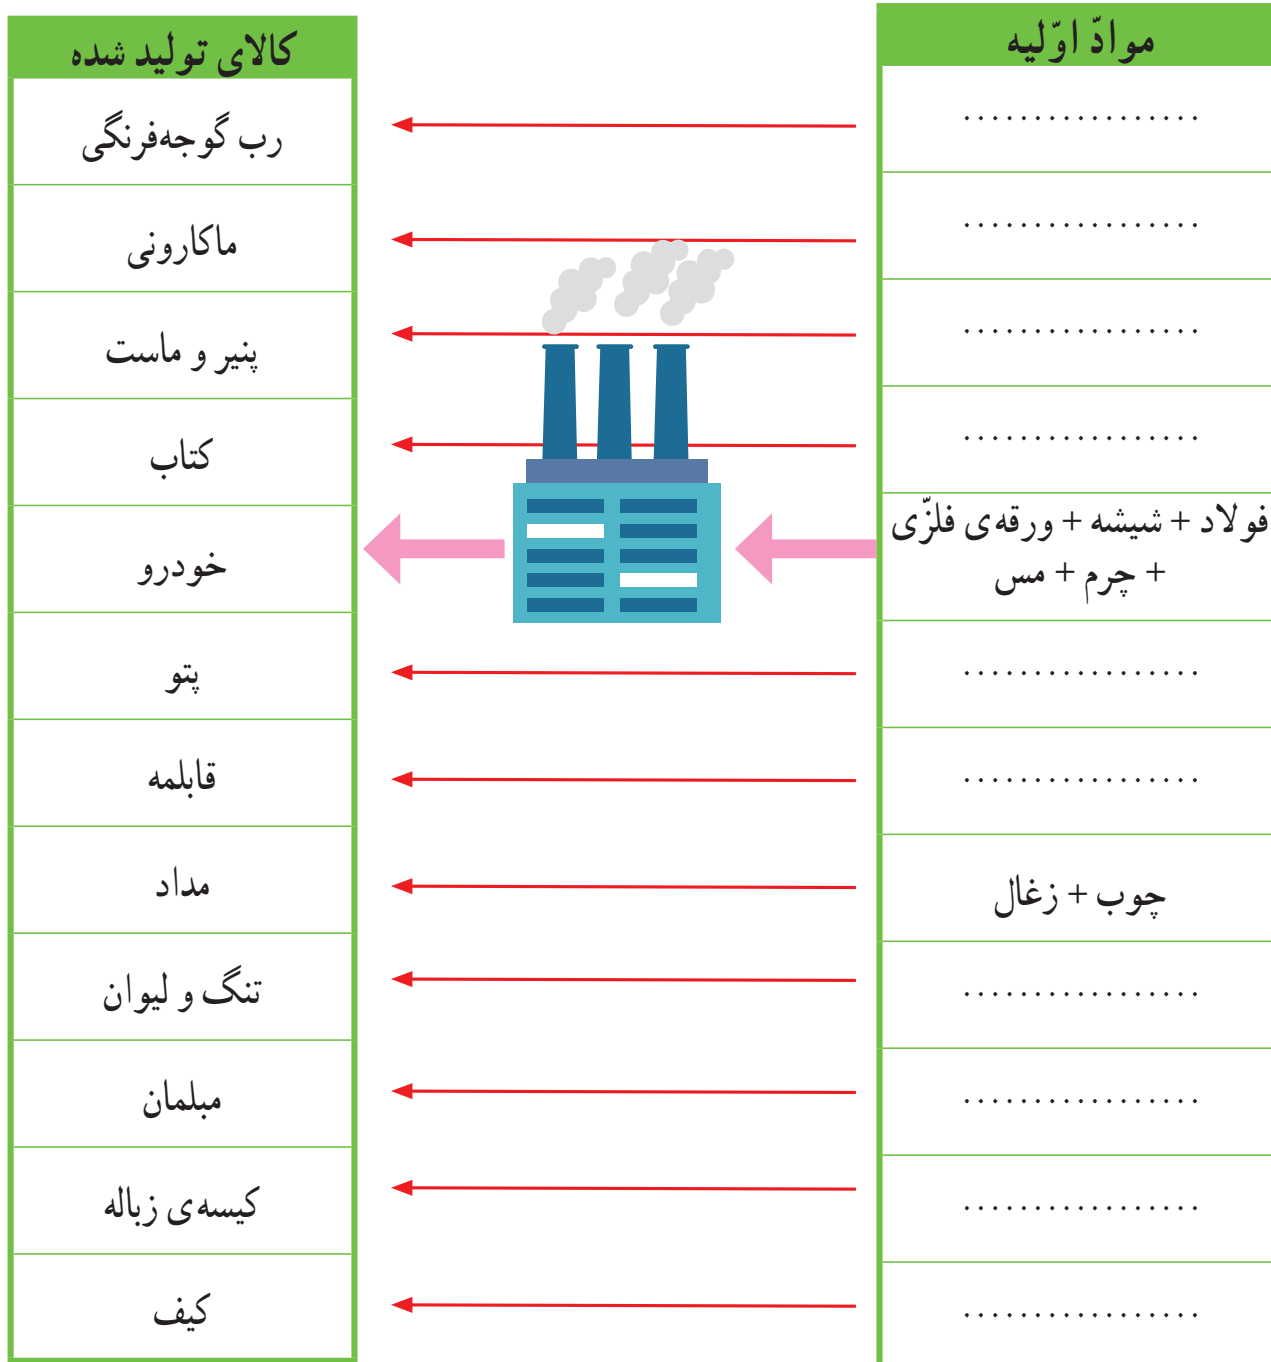 موادّ اوّلیه
کالای تولید شده
.................
رب گوجه‌فرنگی
.................
ماکارونی
.................
پنیر و ماست
.................
کتاب
فولاد + شیشه + ورقه‌ی فلزّی
+ چرم + مس
خودرو
.................
پتو
.................
قابلمه
چوب + زغال
مداد
.................
تنگ و لیوان
.................
مبلمان
.................
کیسه‌ی زباله
.................
کیف